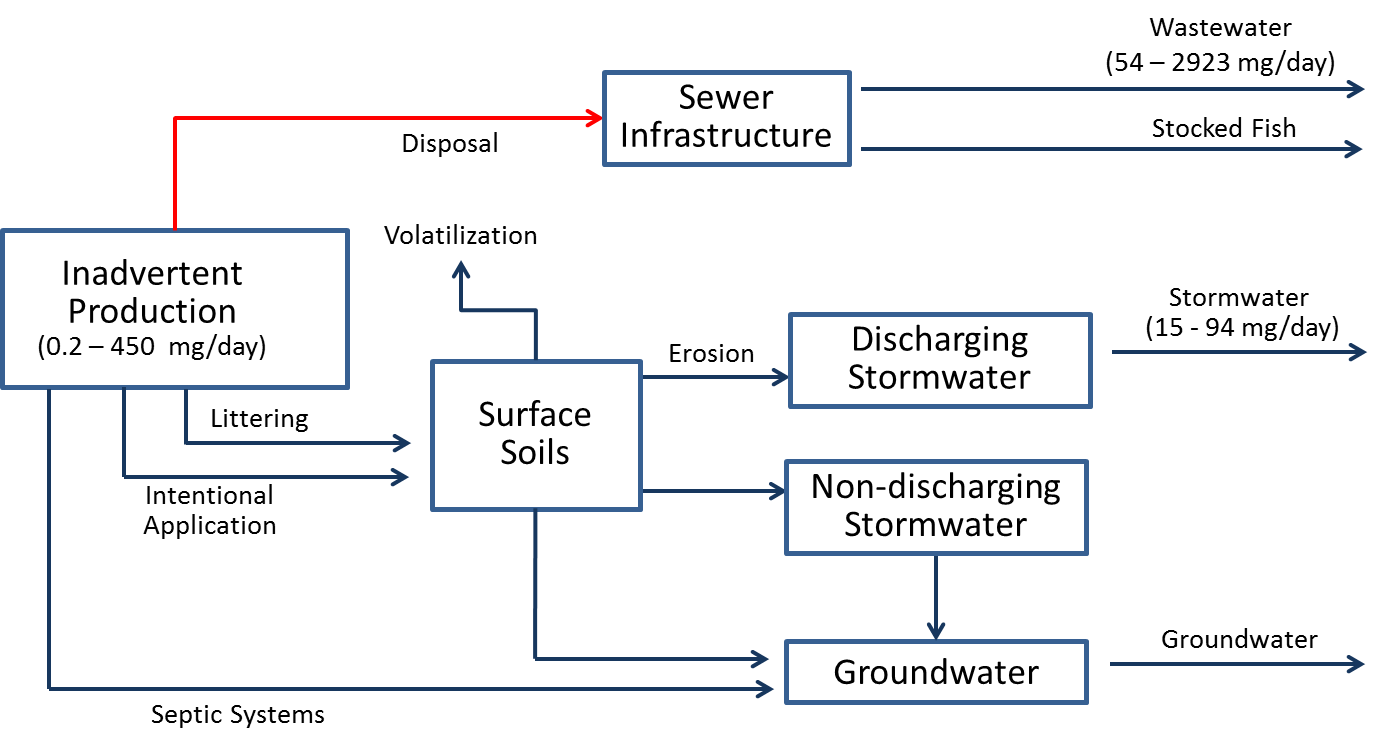 Wastewater
(54 – 2923 mg/day)
Sewer
Infrastructure
Stocked Fish
Disposal
Volatilization
Inadvertent
Production
(0.2 – 450  mg/day)
Stormwater
(15 - 94 mg/day)
Discharging
Stormwater
Erosion
Littering
Surface
Soils
Intentional
Application
Non-discharging
Stormwater
Groundwater
Groundwater
Septic Systems